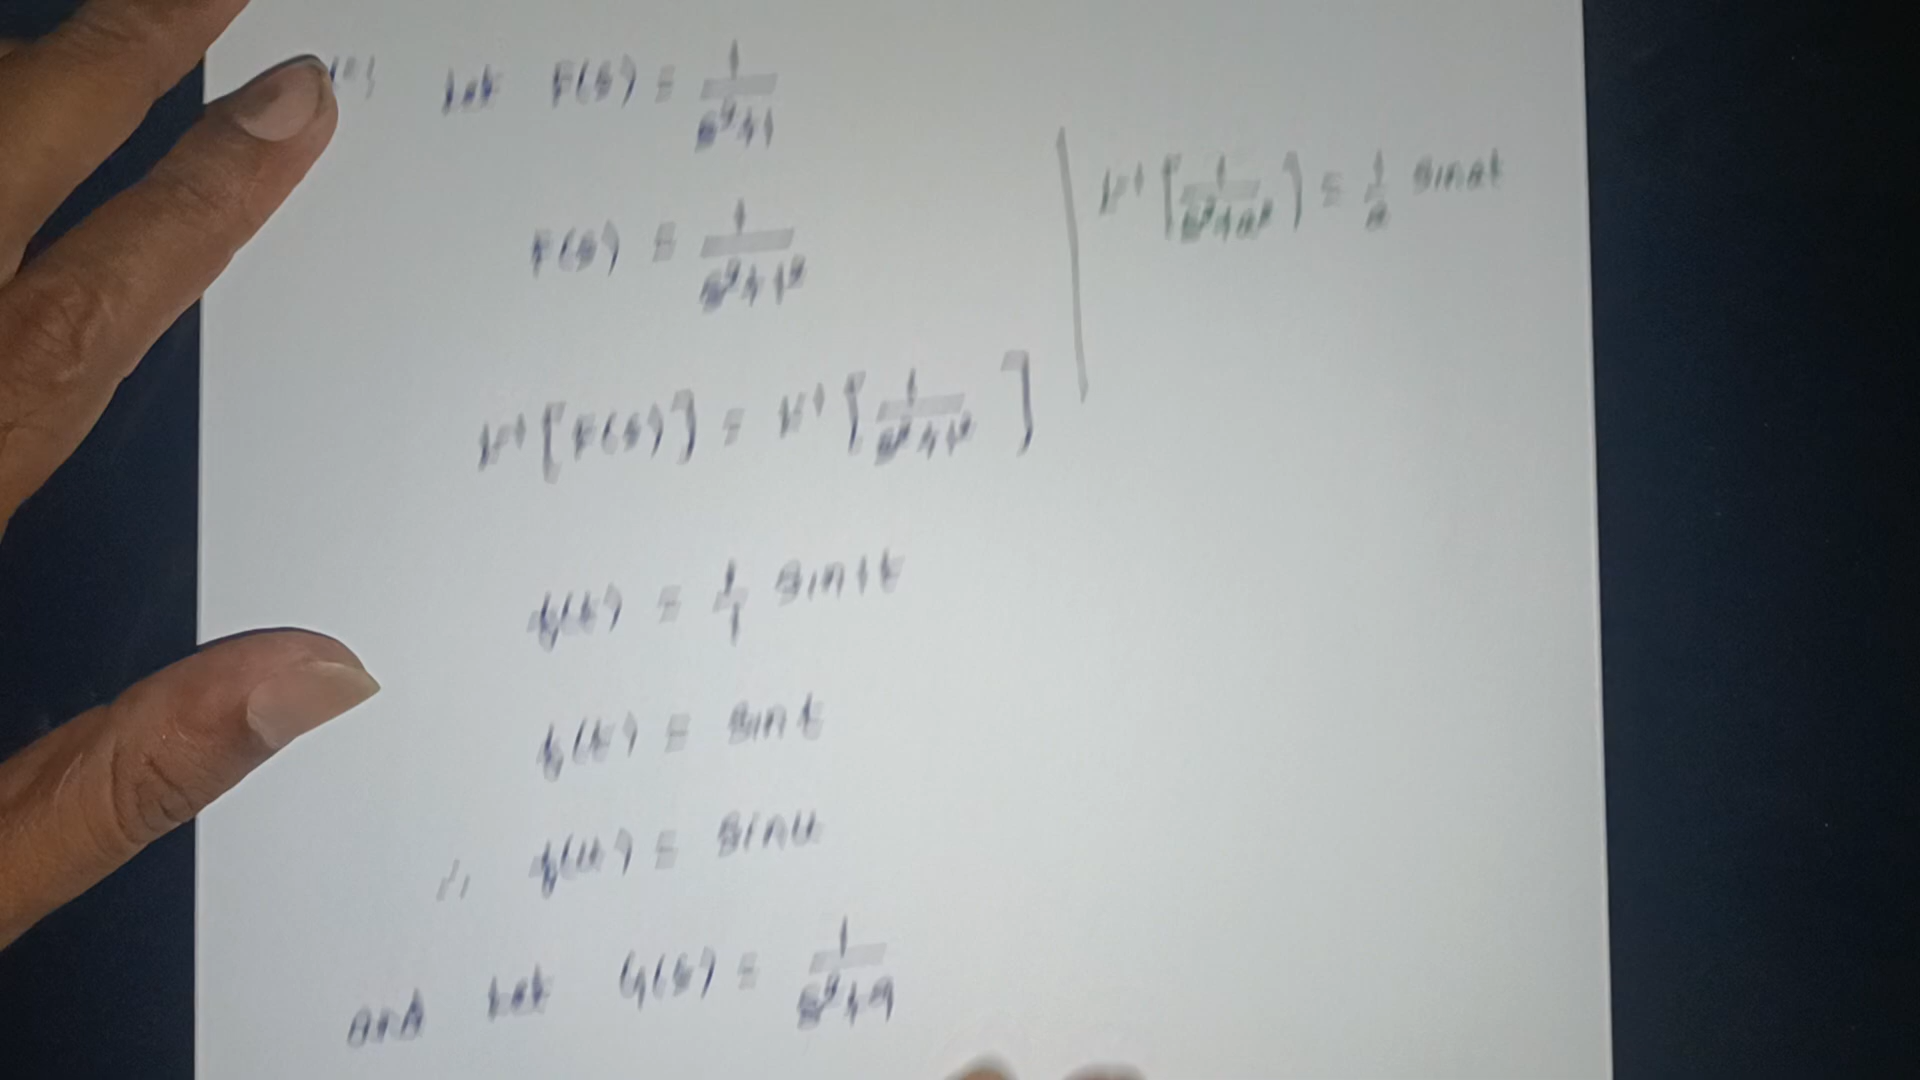 Let F(s) = 1/(s²+1)
F(s) = 1/(s²+1²)
L⁻¹[F(s)] = L⁻¹[1/(s²+1²)]
L⁻¹[1/(s²+a²)] = 1/a sin at
f(t) = 1/1 sin 1t
f(t) = sin t
∴ f(u) = sin u
and Let G(s) = 1/(s²+9)